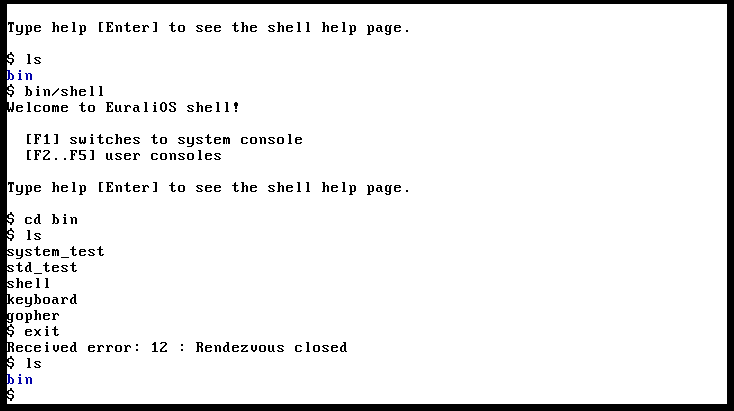 Type help [Enter] to see the shell help page.
$ ls
bin
$ bin/shell
Welcome to EuraliOS shell!
[F1] switches to system console
[F2..F5] user consoles
Type help [Enter] to see the shell help page.
$ cd bin
$ ls
system_test
std_test
shell
keyboard
gopher
$ exit
Received error: 12 : Rendezvous closed
$ ls
bin
$